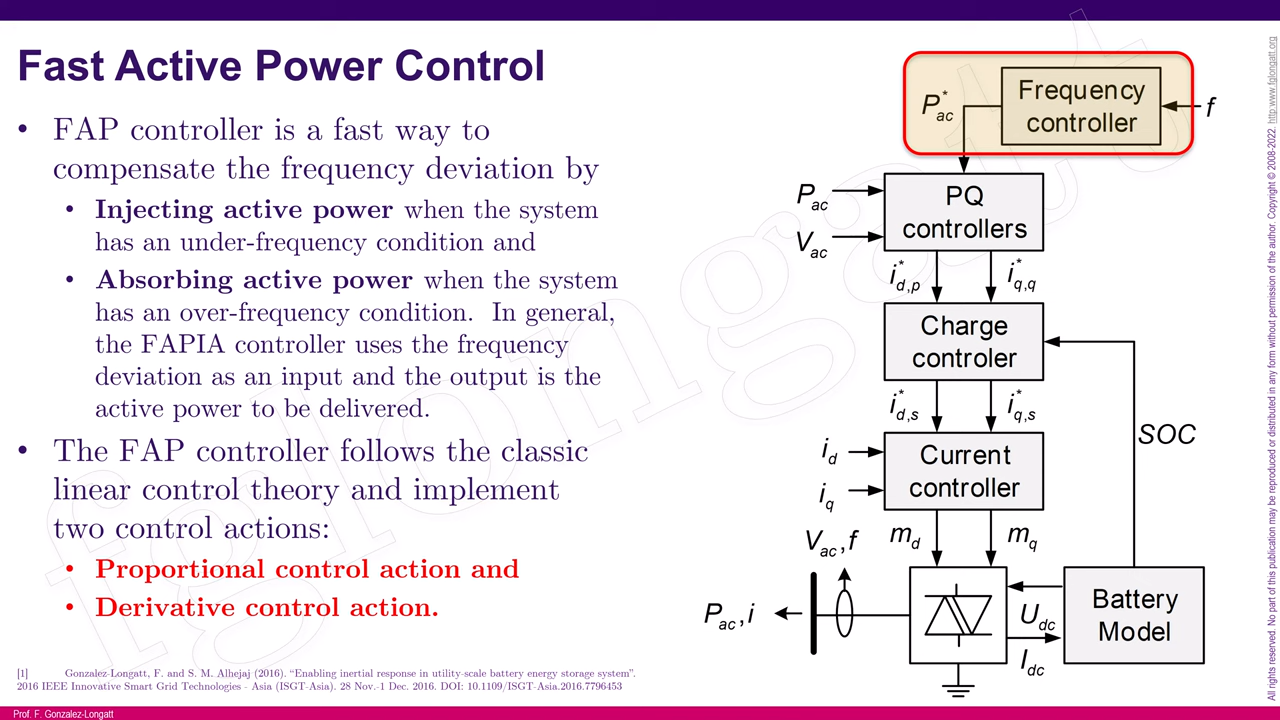 Fast Active Power Control
• FAP controller is a fast way to
compensate the frequency deviation by
• Injecting active power when the system
has an under-frequency condition and
• Absorbing active power when the system
has an over-frequency condition. In general,
the FAPIA controller uses the frequency
deviation as an input and the output is the
active power to be delivered.
• The FAP controller follows the classic
linear control theory and implement
two control actions:
• Proportional control action and
• Derivative control action.
[1] Gonzalez-Longatt, F. and S. M. Alhejaj (2016). “Enabling inertial response in utility-scale battery energy storage system”.
2016 IEEE Innovative Smart Grid Technologies - Asia (ISGT-Asia). 28 Nov.-1 Dec. 2016. DOI: 10.1109/ISGT-Asia.2016.7796453
Prof. F. Gonzalez-Longatt
P*ac
Frequency
controller
f
Pac
Vac
PQ
controllers
i*d,p
i*q,q
Charge
controler
i*d,s
i*q,s
SOC
id
iq
Current
controller
Vac,f
md
mq
Pac,i
Udc
Idc
Battery
Model
All rights reserved. No part of this publication may be reproduced or distributed in any form without permission of the author. Copyright © 2008-2022. http:www.fglongatt.org
fglongatt